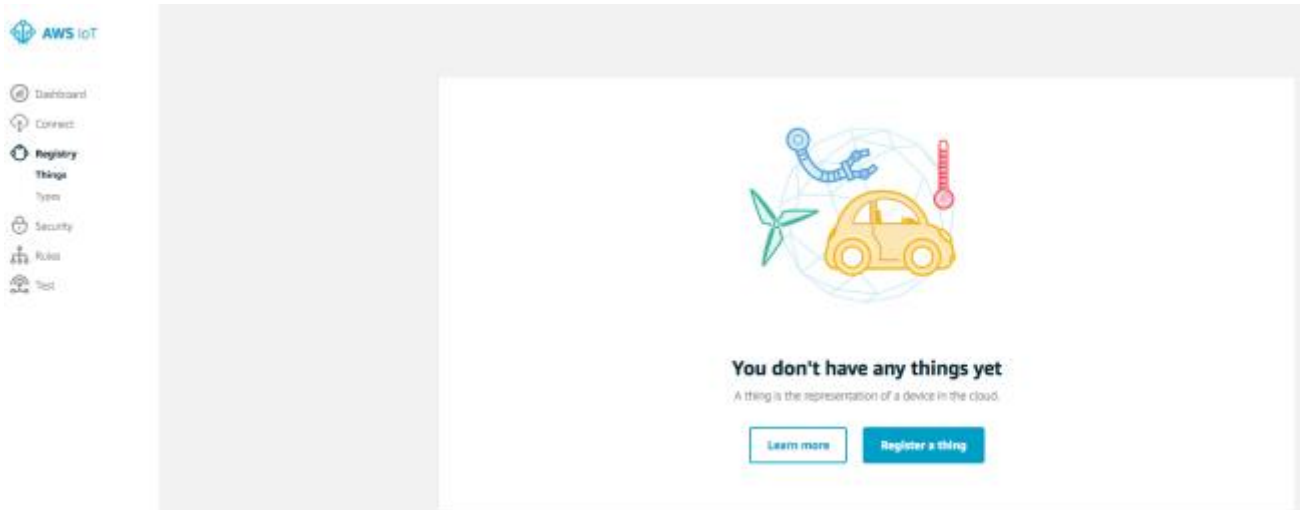 AWS IoT
Dashboard
Connect
Registry
Things
Types
Security
Rules
Test
You don't have any things yet
A thing is the representation of a device in the cloud.
Learn more
Register a thing